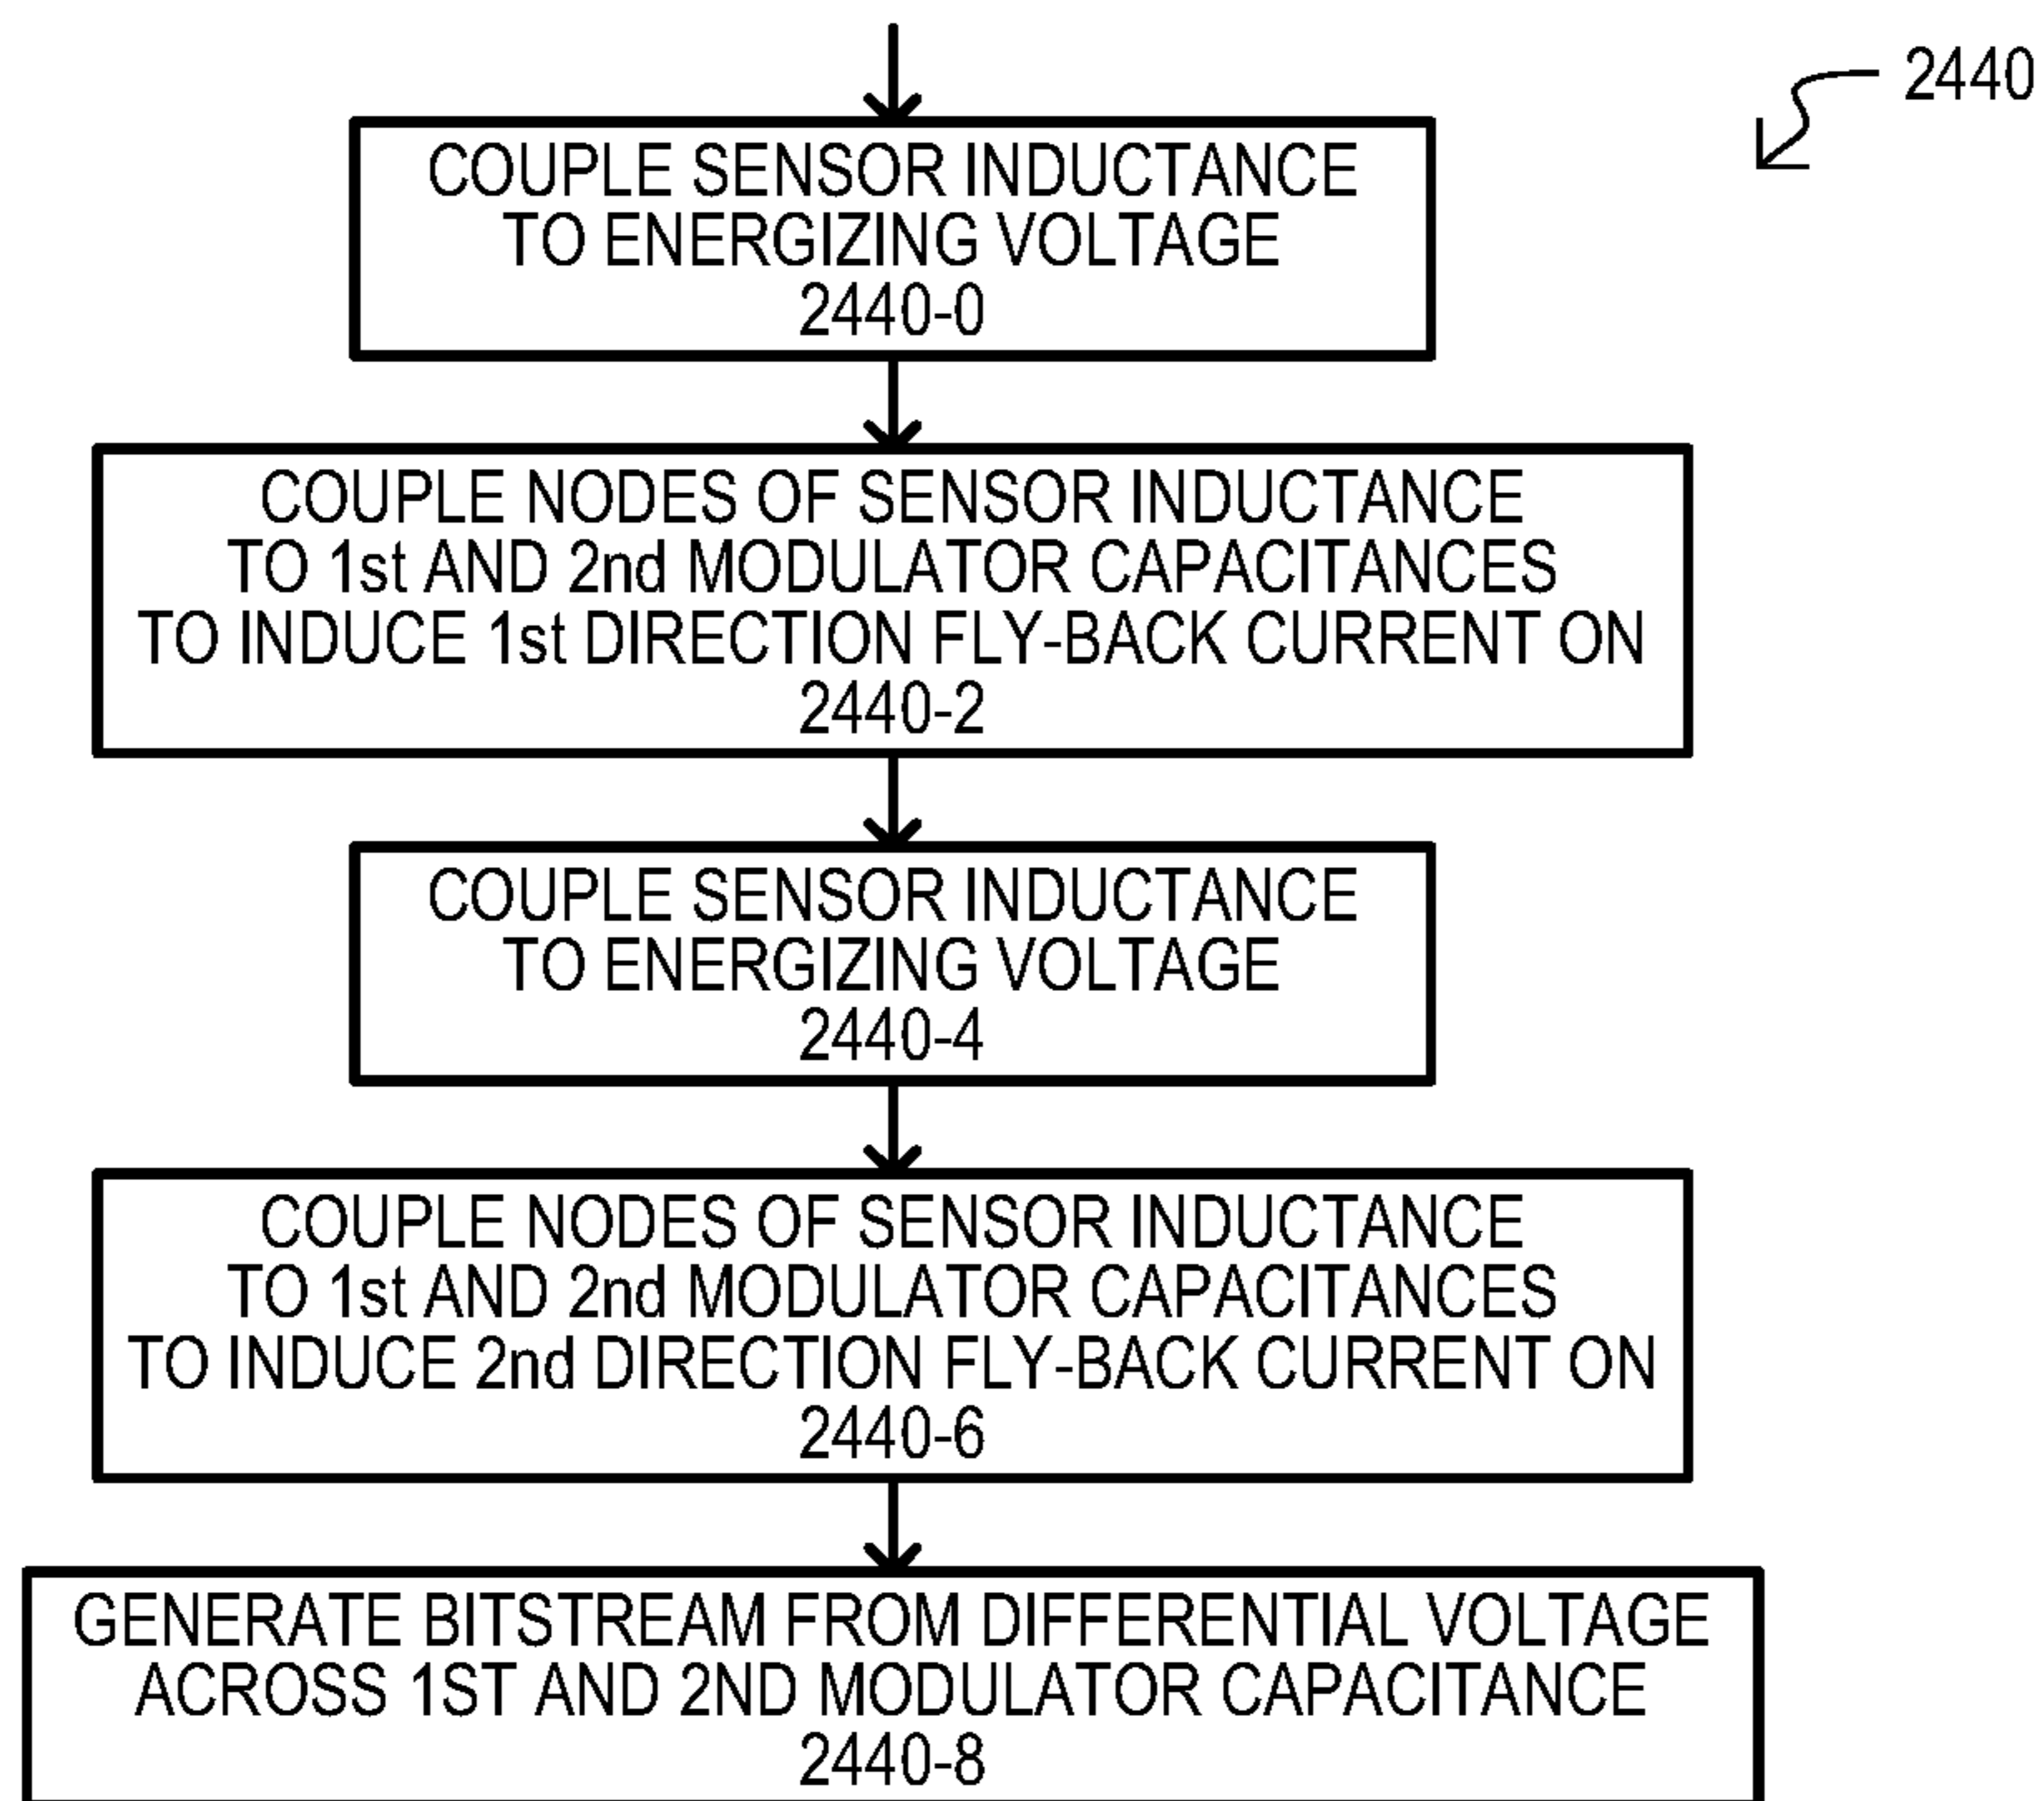 2440
COUPLE SENSOR INDUCTANCE
TO ENERGIZING VOLTAGE
2440-0
COUPLE NODES OF SENSOR INDUCTANCE
TO 1st AND 2nd MODULATOR CAPACITANCES
TO INDUCE 1st DIRECTION FLY-BACK CURRENT ON
2440-2
COUPLE SENSOR INDUCTANCE
TO ENERGIZING VOLTAGE
2440-4
COUPLE NODES OF SENSOR INDUCTANCE
TO 1st AND 2nd MODULATOR CAPACITANCES
TO INDUCE 2nd DIRECTION FLY-BACK CURRENT ON
2440-6
GENERATE BITSTREAM FROM DIFFERENTIAL VOLTAGE
ACROSS 1ST AND 2ND MODULATOR CAPACITANCE
2440-8